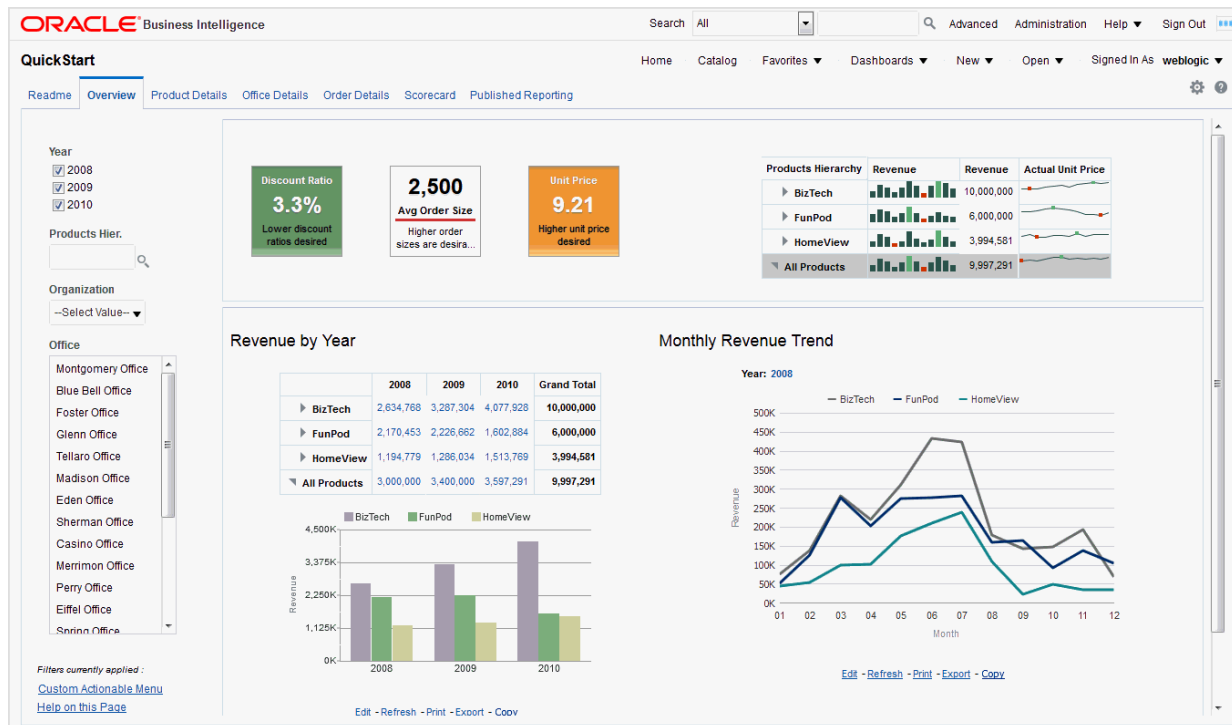 ORACLE Business Intelligence
Search All Advanced Administration Help Sign Out
QuickStart
Home Catalog Favorites Dashboards New Open Signed In As weblogic
Readme Overview Product Details Office Details Order Details Scorecard Published Reporting
Year
2008
2009
2010
Products Hier.
Organization
--Select Value--
Office
Montgomery Office
Blue Bell Office
Foster Office
Glenn Office
Tellaro Office
Madison Office
Eden Office
Sherman Office
Casino Office
Merrimon Office
Perry Office
Eiffel Office
Spring Office
Filters currently applied :
Custom Actionable Menu
Help on this Page
Discount Ratio
3.3%
Lower discount
ratios desired
2,500
Avg Order Size
Higher order
sizes are desira...
Unit Price
9.21
Higher unit price
desired
Products Hierarchy Revenue Revenue Actual Unit Price
BizTech 10,000,000
FunPod 6,000,000
HomeView 3,994,581
All Products 9,997,291
Revenue by Year
2008 2009 2010 Grand Total
BizTech 2,634,768 3,287,304 4,077,928 10,000,000
FunPod 2,170,453 2,226,662 1,602,884 6,000,000
HomeView 1,194,779 1,286,034 1,513,769 3,994,581
All Products 3,000,000 3,400,000 3,597,291 9,997,291
BizTech FunPod HomeView
4,500K
3,375K
2,250K
1,125K
0K
Revenue
2008 2009 2010
Edit - Refresh - Print - Export - Copy
Monthly Revenue Trend
Year: 2008
BizTech FunPod HomeView
500K
450K
400K
350K
300K
250K
200K
150K
100K
50K
0K
Revenue
01 02 03 04 05 06 07 08 09 10 11 12
Month
Edit - Refresh - Print - Export - Copy